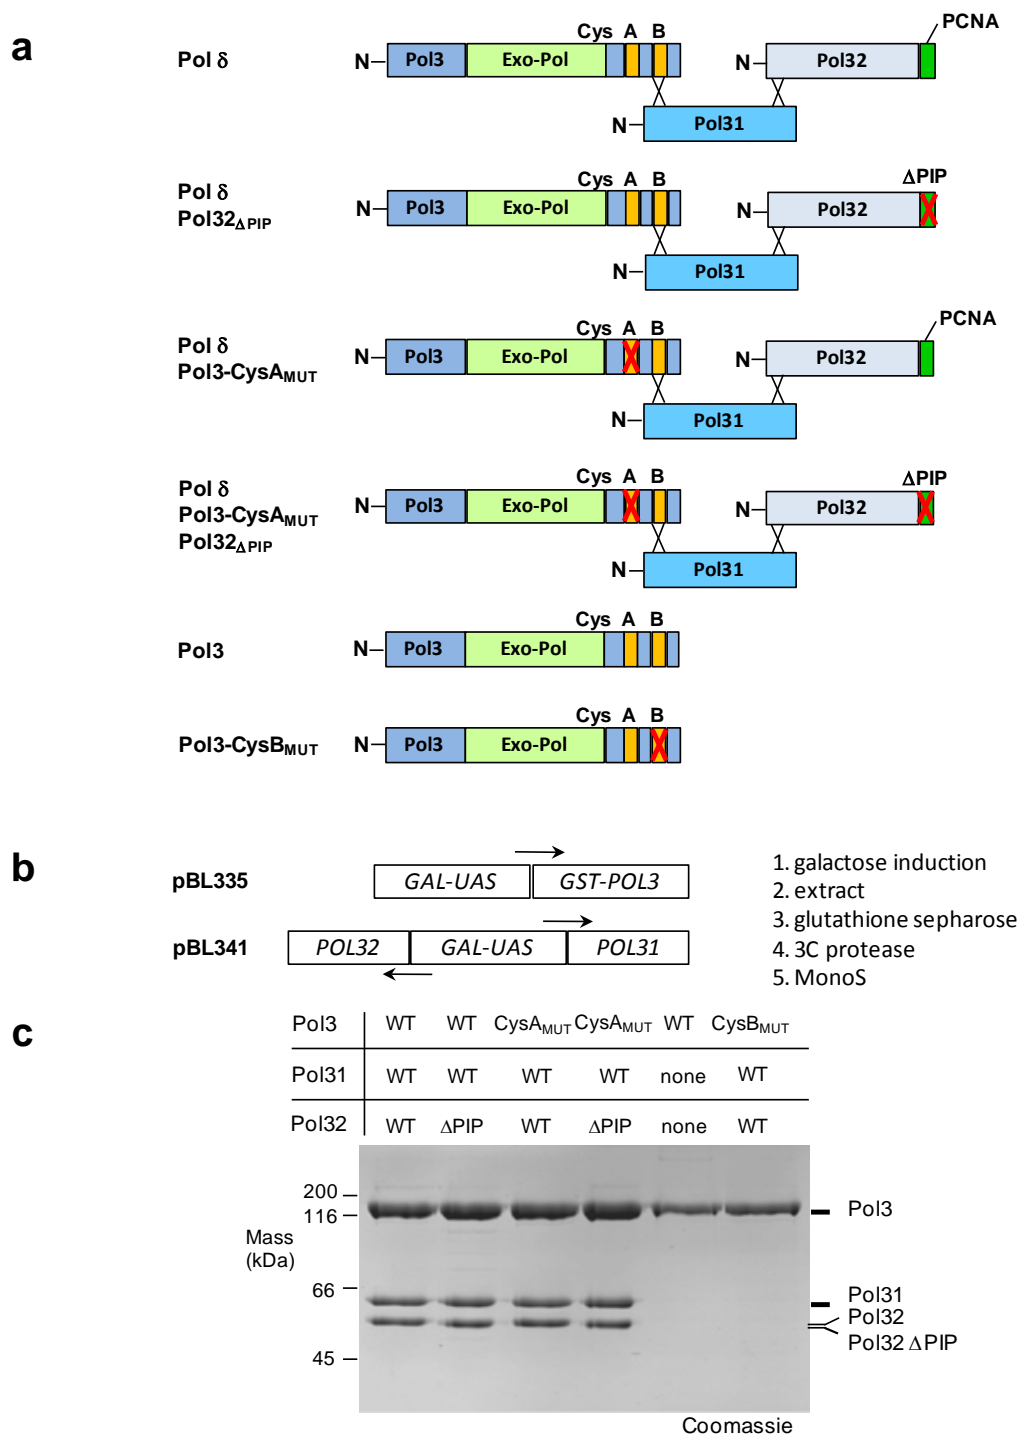 a
Pol δ
N
Pol3
Exo-Pol
Cys A B
N
Pol32
PCNA
N
Pol31
Pol δ
Pol32ΔPIP
N
Pol3
Exo-Pol
Cys A B
N
Pol32
ΔPIP
N
Pol31
Pol δ
Pol3-CysAMUT
N
Pol3
Exo-Pol
Cys A B
N
Pol32
PCNA
N
Pol31
Pol δ
Pol3-CysAMUT
Pol32ΔPIP
N
Pol3
Exo-Pol
Cys A B
N
Pol32
ΔPIP
N
Pol31
Pol3
N
Pol3
Exo-Pol
Cys A B
Pol3-CysBMUT
N
Pol3
Exo-Pol
Cys A B
b
pBL335
GAL-UAS
GST-POL3
pBL341
POL32
GAL-UAS
POL31
1. galactose induction
2. extract
3. glutathione sepharose
4. 3C protease
5. MonoS
c
Pol3 WT WT CysAMUT CysAMUT WT CysBMUT
Pol31 WT WT WT WT none WT
Pol32 WT ΔPIP WT ΔPIP none WT
Mass
(kDa)
200
116
66
45
Pol3
Pol31
Pol32
Pol32 ΔPIP
Coomassie